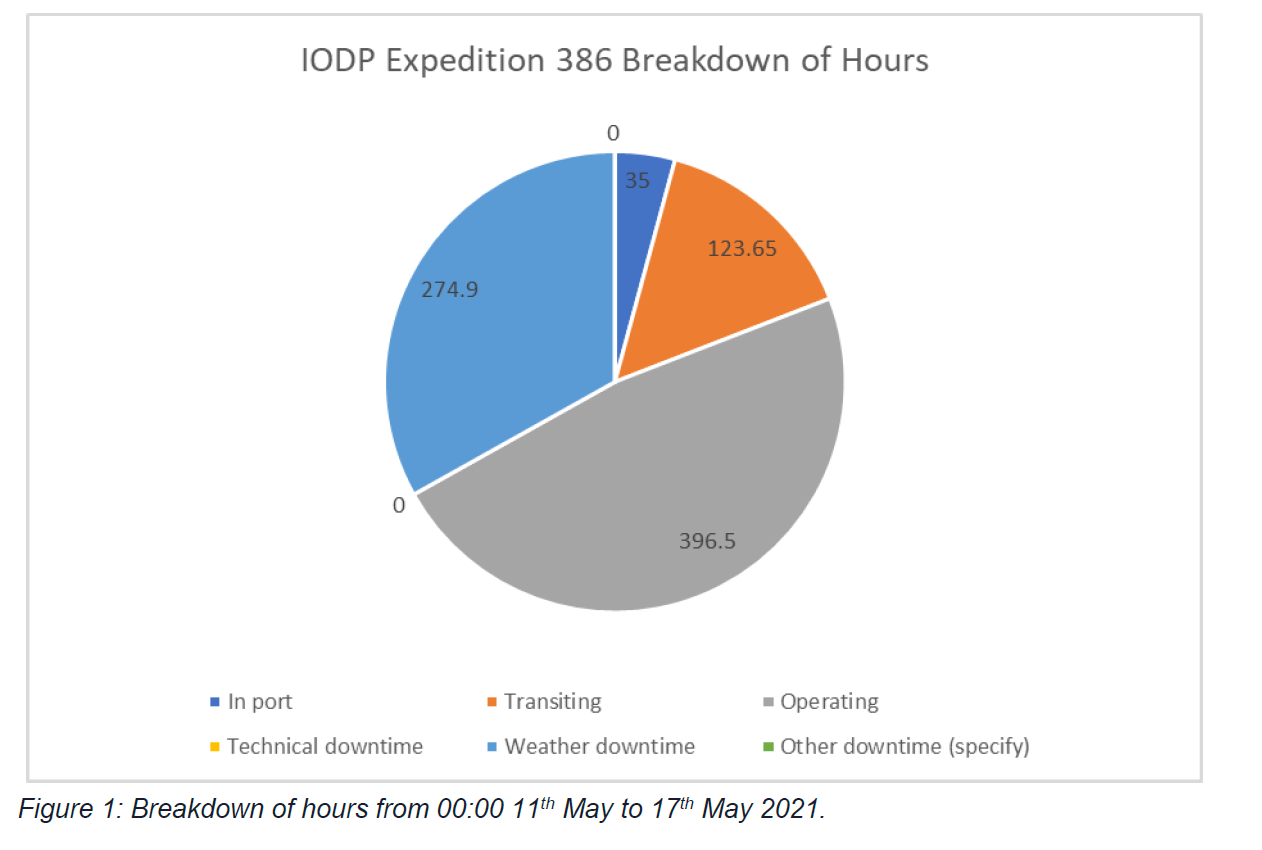 IODP Expedition 386 Breakdown of Hours
0
35
123.65
274.9
0
396.5
In port Transiting Operating
Technical downtime Weather downtime Other downtime (specify)
Figure 1: Breakdown of hours from 00:00 11th May to 17th May 2021.